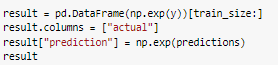 result = pd.DataFrame(np.exp(y))[train_size:]
result.columns = ["actual"]
result["prediction"] = np.exp(predictions)
result